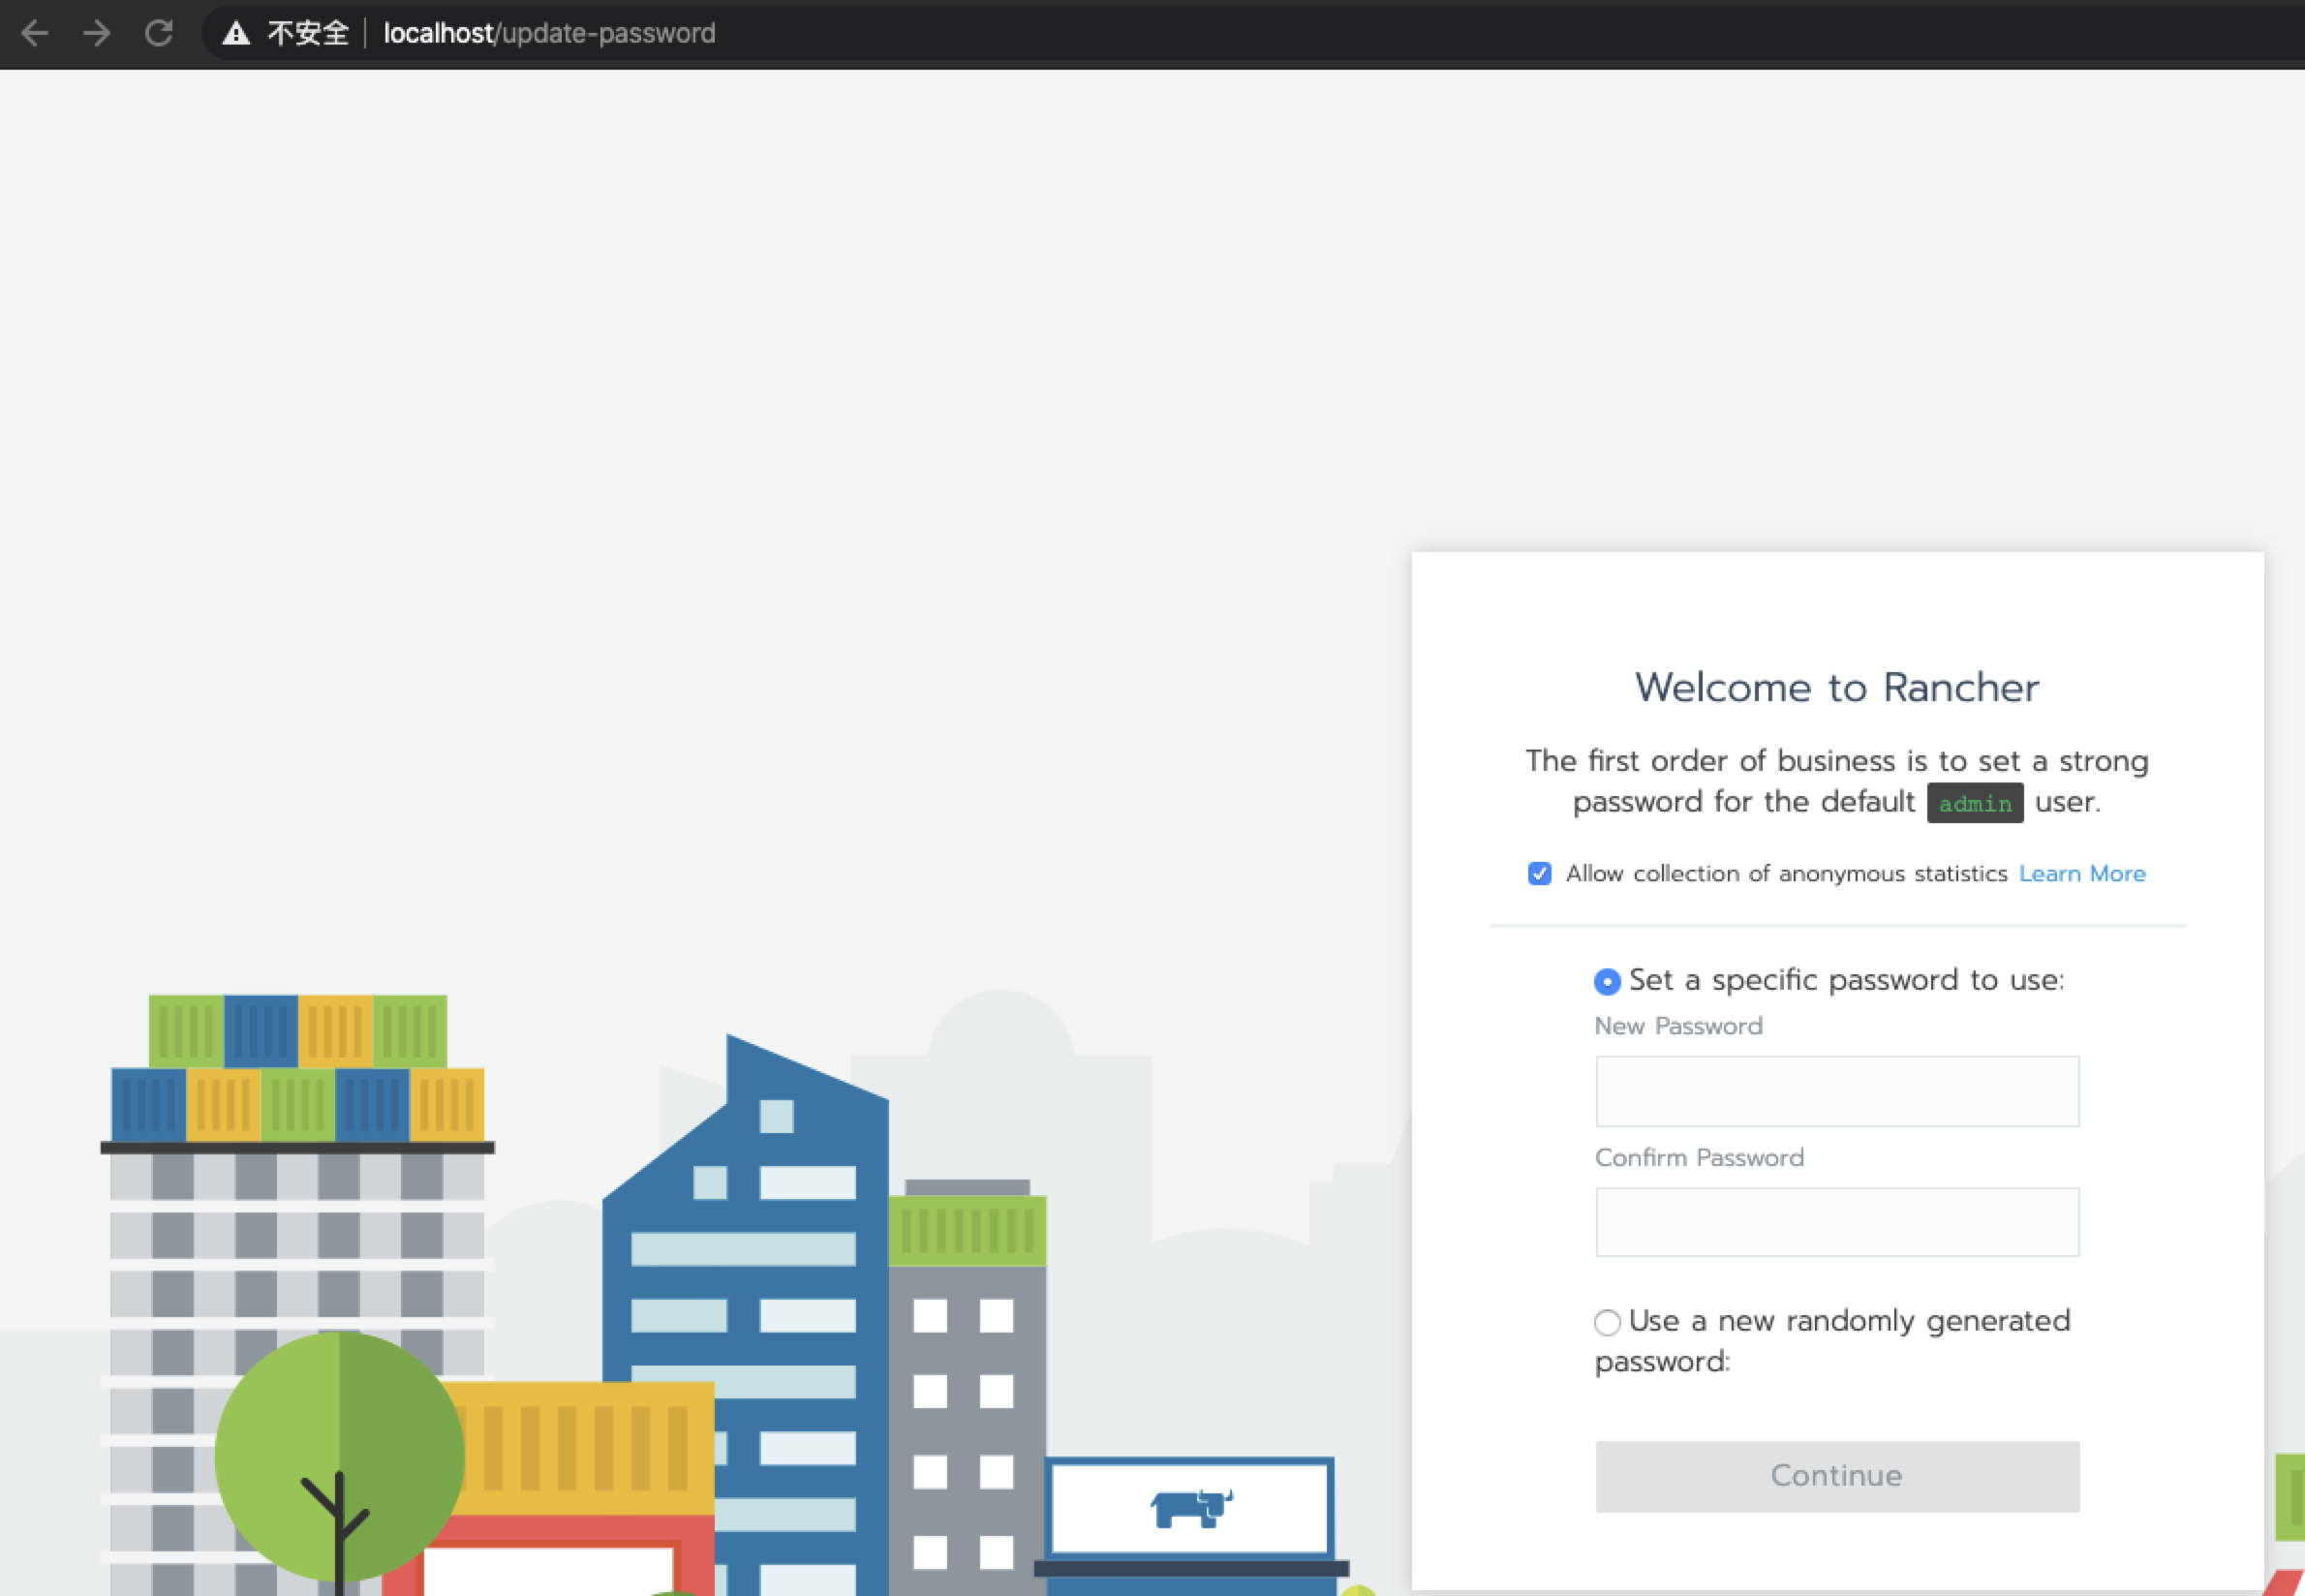 不安全 localhost/update-password
Welcome to Rancher
The first order of business is to set a strong
password for the default admin user.
Allow collection of anonymous statistics Learn More
Set a specific password to use:
New Password
Confirm Password
Use a new randomly generated
password:
Continue